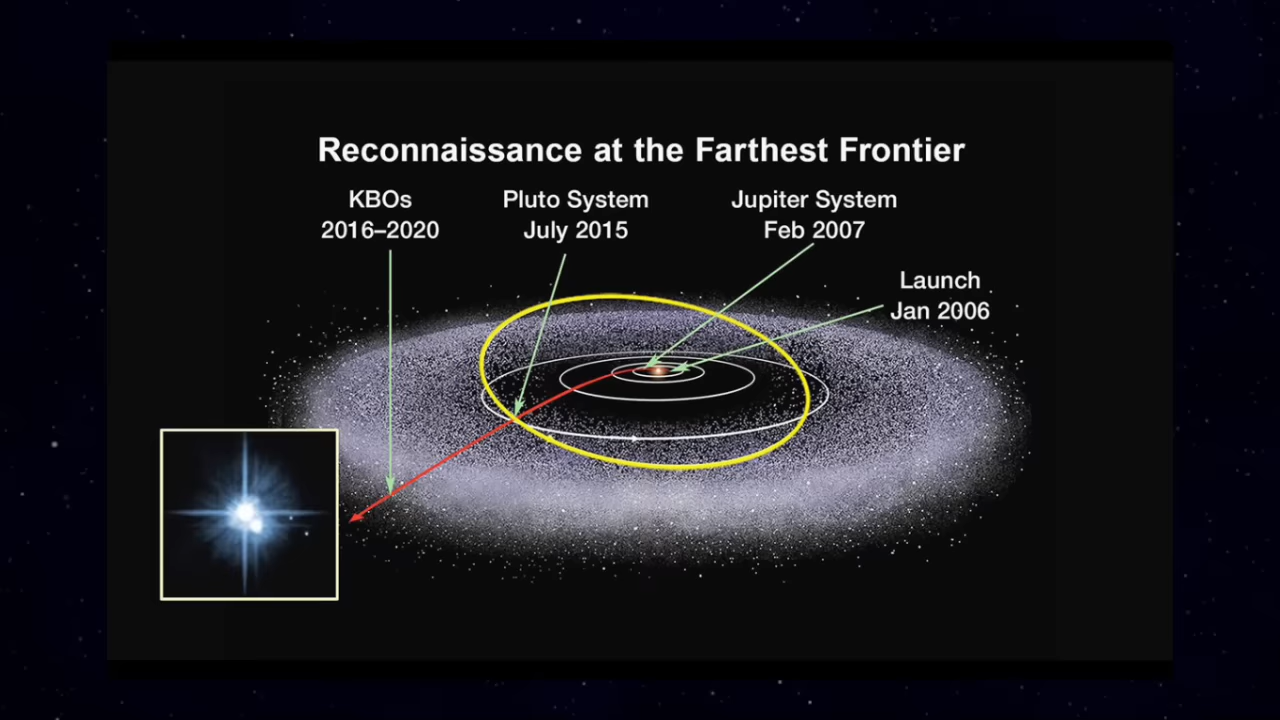 Reconnaissance at the Farthest Frontier
KBOs
2016–2020
Pluto System
July 2015
Jupiter System
Feb 2007
Launch
Jan 2006